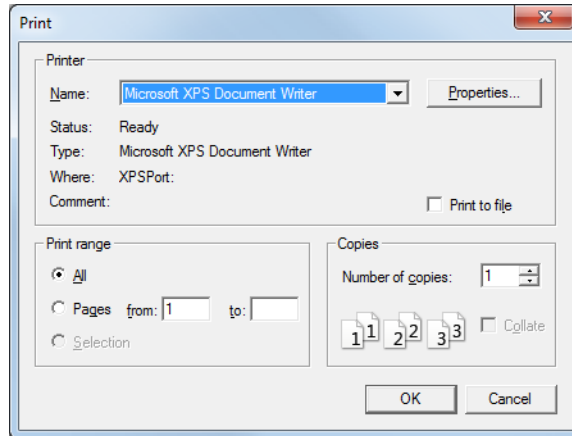 Print
Printer
Name: Microsoft XPS Document Writer Properties...
Status: Ready
Type: Microsoft XPS Document Writer
Where: XPSPort:
Comment: Print to file
Print range
All
Pages from: 1 to:
Selection
Copies
Number of copies: 1
1 1 2 2 3 3 Collate
OK Cancel